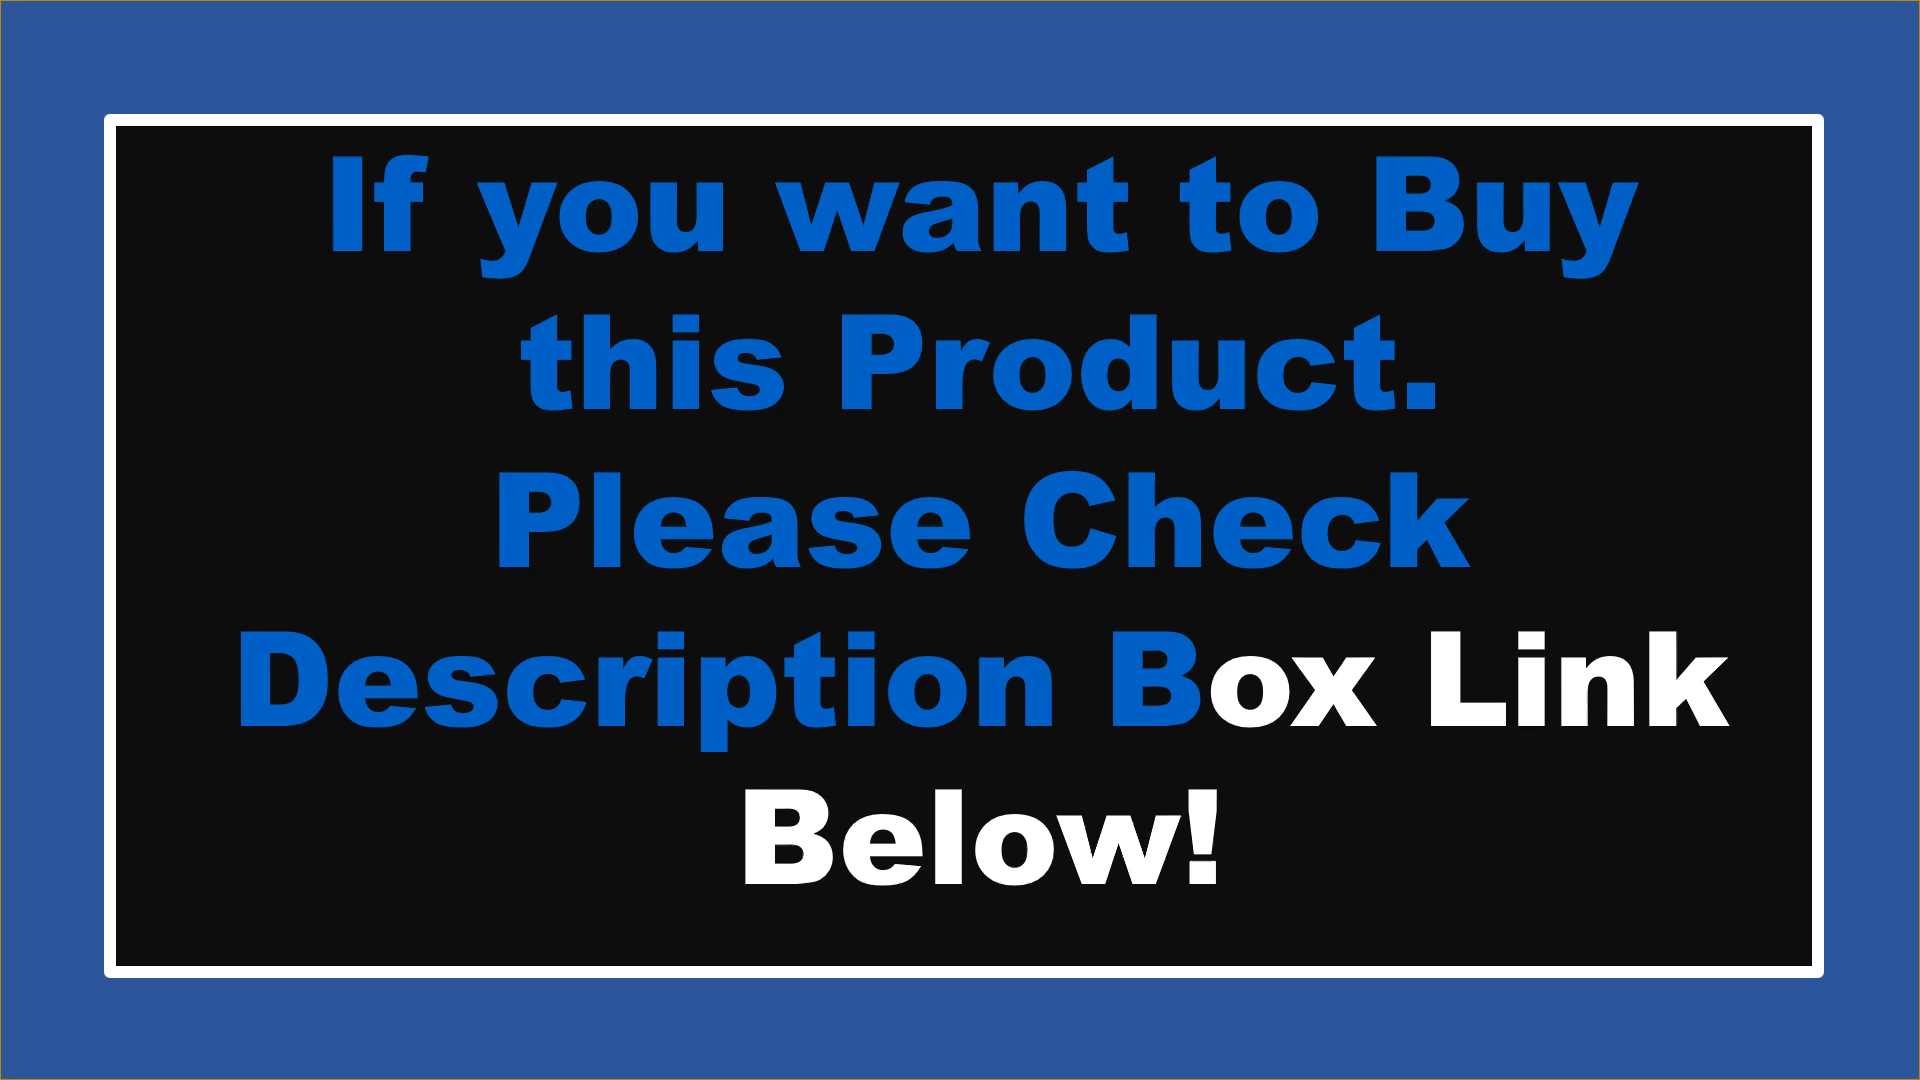 If you want to Buy
this Product.
Please Check
Description Box Link
Below!